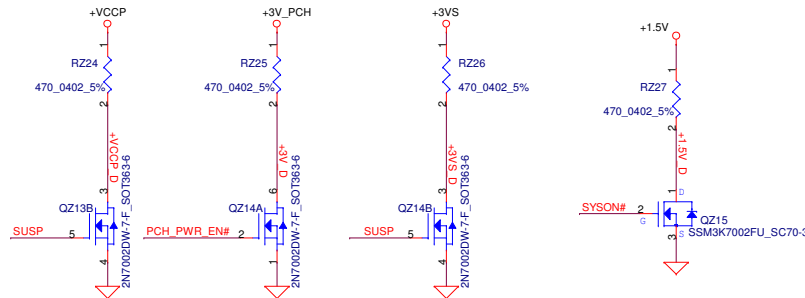 +VCCP
1
RZ24
470_0402_5%
2
+VCCP_D
3
QZ13B
SUSP
5
4
2N7002DW-7-F_SOT363-6
+3V_PCH
1
RZ25
470_0402_5%
2
+3V_D
6
QZ14A
PCH_PWR_EN#
2
1
2N7002DW-7-F_SOT363-6
+3VS
1
RZ26
470_0402_5%
2
+3VS_D
3
QZ14B
SUSP
5
4
2N7002DW-7-F_SOT363-6
+1.5V
1
RZ27
470_0402_5%
2
+1.5V_D
1
D
SYSON#
2
G
QZ15
S
SSM3K7002FU_SC70-3
3